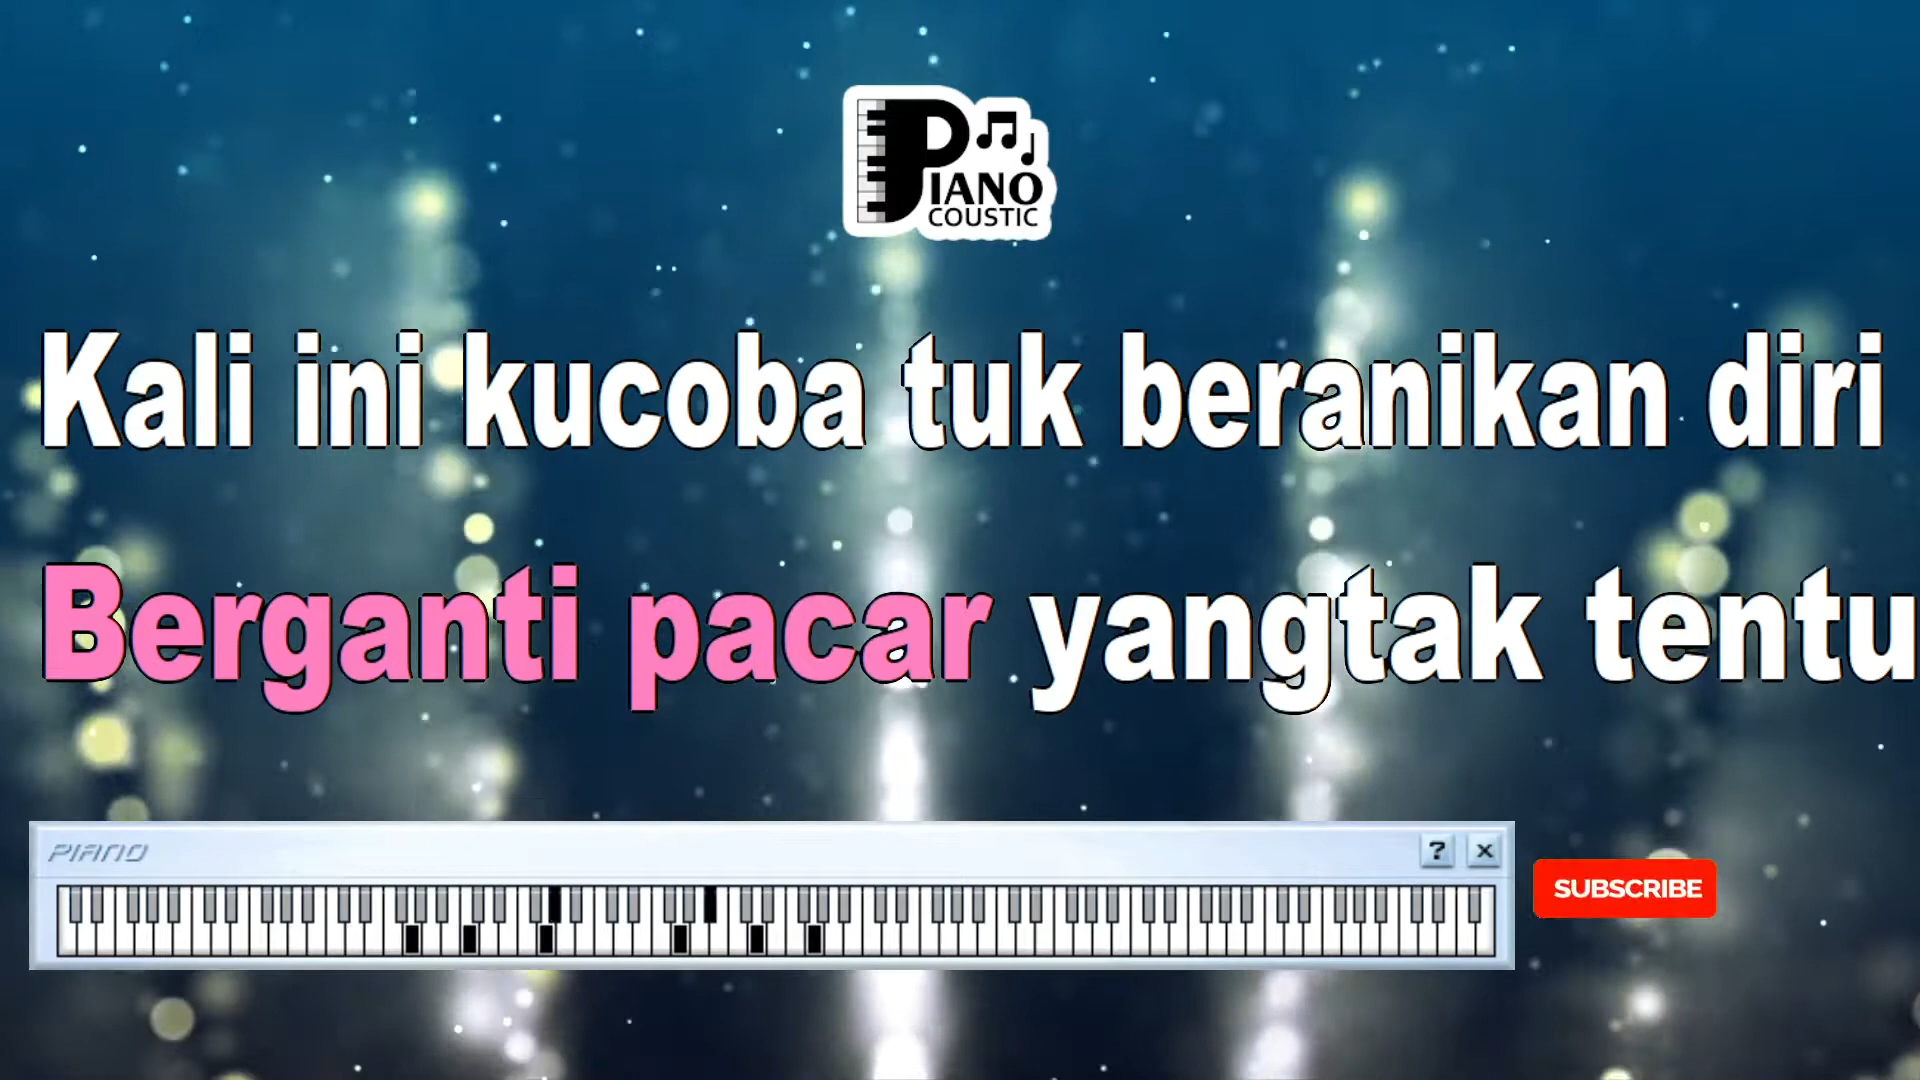 PIANO
COUSTIC
Kali ini kucoba tuk beranikan diri
Berganti pacar yangtak tentu
PIANO
? x
SUBSCRIBE